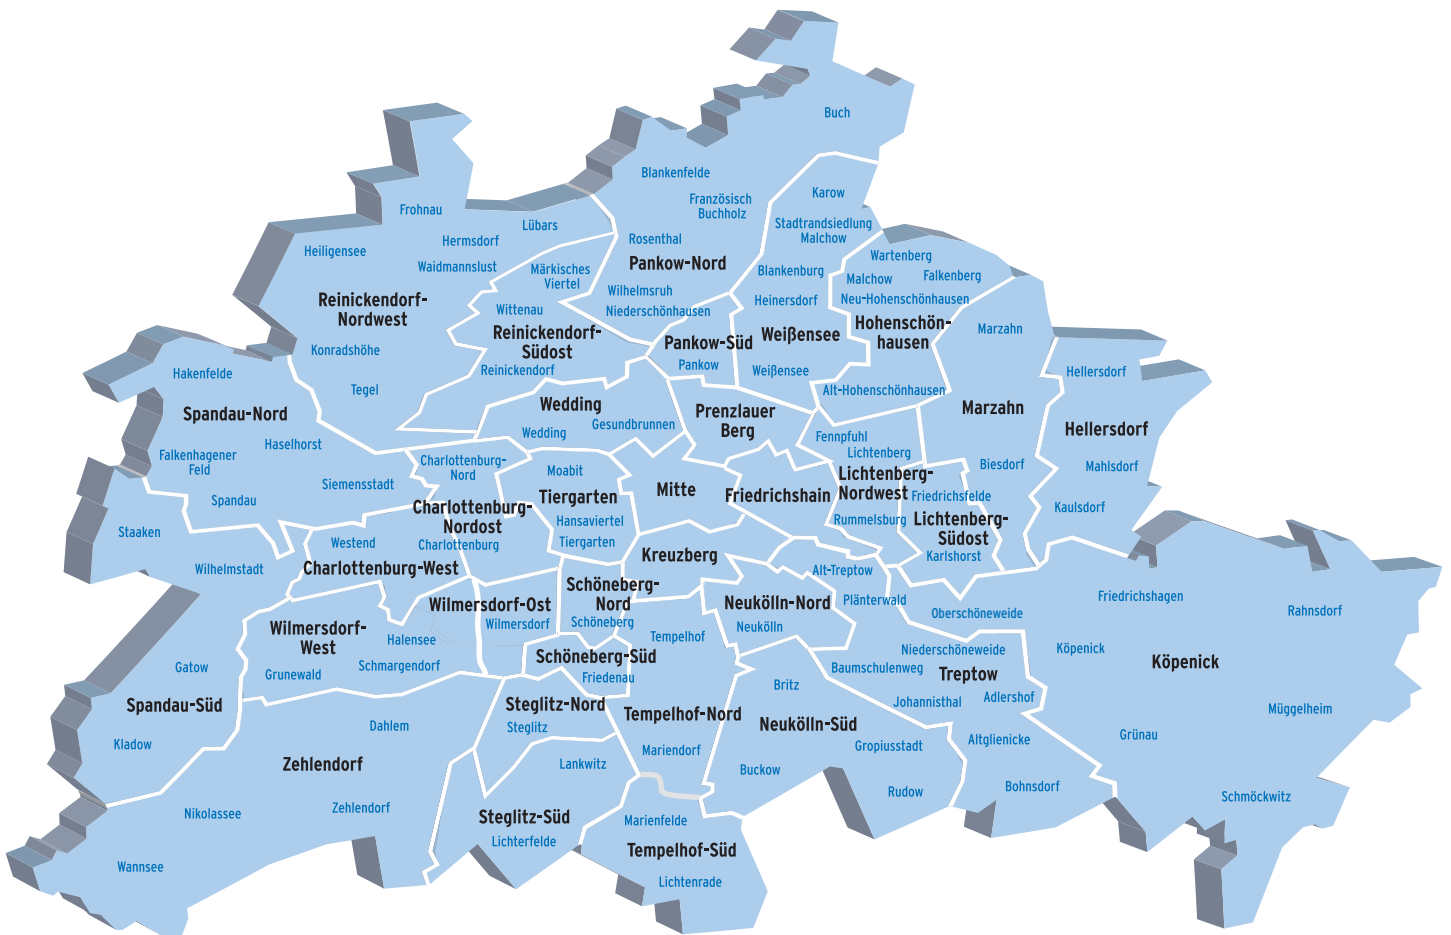 Buch
Blankenfelde
Französisch
Buchholz
Karow
Frohnau
Lübars
Stadtrandsiedlung
Malchow
Hermsdorf
Rosenthal
Heiligensee
Wartenberg
Pankow-Nord
Waidmannslust
Märkisches
Viertel
Blankenburg
Malchow
Falkenberg
Wilhelmsruh
Heinersdorf
Neu-Hohenschönhausen
Reinickendorf-
Nordwest
Wittenau
Niederschönhausen
Reinickendorf-
Südost
Weißensee
Hohenschön-
hausen
Marzahn
Pankow-Süd
Konradshöhe
Pankow
Reinickendorf
Weißensee
Hellersdorf
Hakenfelde
Tegel
Alt-Hohenschönhausen
Spandau-Nord
Wedding
Prenzlauer
Berg
Marzahn
Gesundbrunnen
Wedding
Hellersdorf
Haselhorst
Fennpfuhl
Lichtenberg
Falkenhagener
Feld
Charlottenburg-
Nord
Moabit
Biesdorf
Mahlsdorf
Lichtenberg-
Nordwest
Siemensstadt
Tiergarten
Mitte
Friedrichshain
Friedrichsfelde
Spandau
Charlottenburg-
Nordost
Kaulsdorf
Hansaviertel
Rummelsburg
Lichtenberg-
Südost
Staaken
Westend
Charlottenburg
Tiergarten
Kreuzberg
Karlshorst
Wilhelmstadt
Charlottenburg-West
Alt-Treptow
Schöneberg-
Nord
Friedrichshagen
Wilmersdorf-Ost
Neukölln-Nord
Plänterwald
Rahnsdorf
Oberschöneweide
Wilmersdorf
Schöneberg
Neukölln
Wilmersdorf-
West
Halensee
Tempelhof
Niederschöneweide
Köpenick
Köpenick
Schöneberg-Süd
Gatow
Schmargendorf
Baumschulenweg
Treptow
Grunewald
Friedenau
Britz
Adlershof
Spandau-Süd
Steglitz-Nord
Johannisthal
Müggelheim
Tempelhof-Nord
Neukölln-Süd
Dahlem
Steglitz
Grünau
Altglienicke
Kladow
Mariendorf
Gropiusstadt
Zehlendorf
Lankwitz
Buckow
Bohnsdorf
Rudow
Schmöckwitz
Zehlendorf
Nikolassee
Steglitz-Süd
Marienfelde
Lichterfelde
Tempelhof-Süd
Wannsee
Lichtenrade